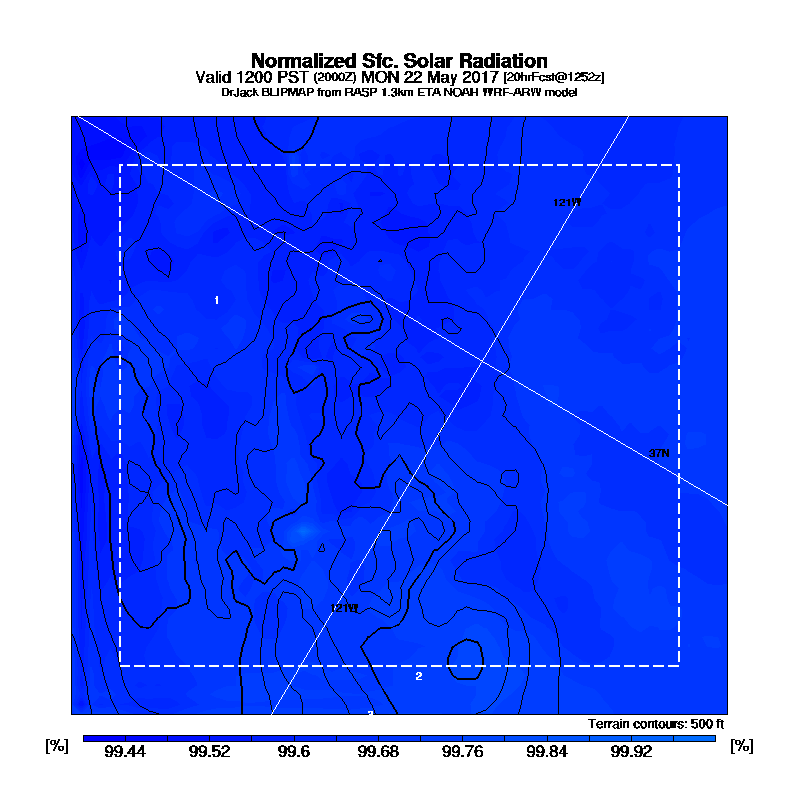 Normalized Sfc. Solar Radiation
Valid 1200 PST (2000Z) MON 22 May 2017 [20hrFcst@1252z]
DrJack BLIPMAP from RASP 1.3km ETA NOAH WRF-ARW model
121W
1
37N
121W
2
Terrain contours: 500 ft
[%] 99.44 99.52 99.6 99.68 99.76 99.84 99.92 [%]